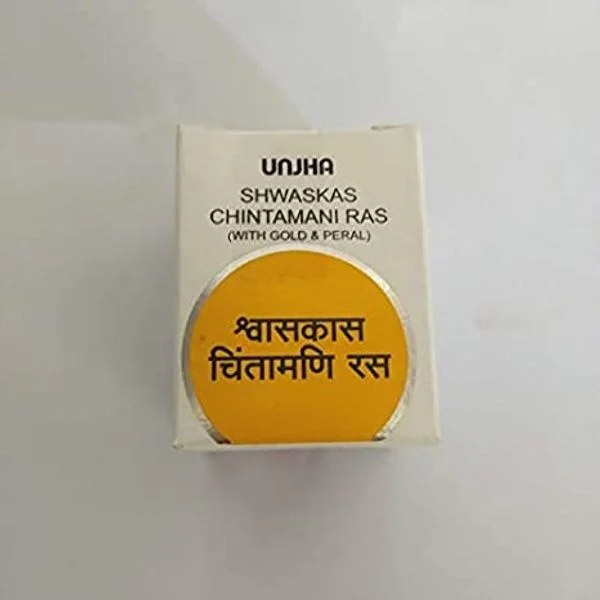 UNJHA
SHWASKAS
CHINTAMANI RAS
(WITH GOLD & PERAL)
श्वासकास
चिंतामणि रस